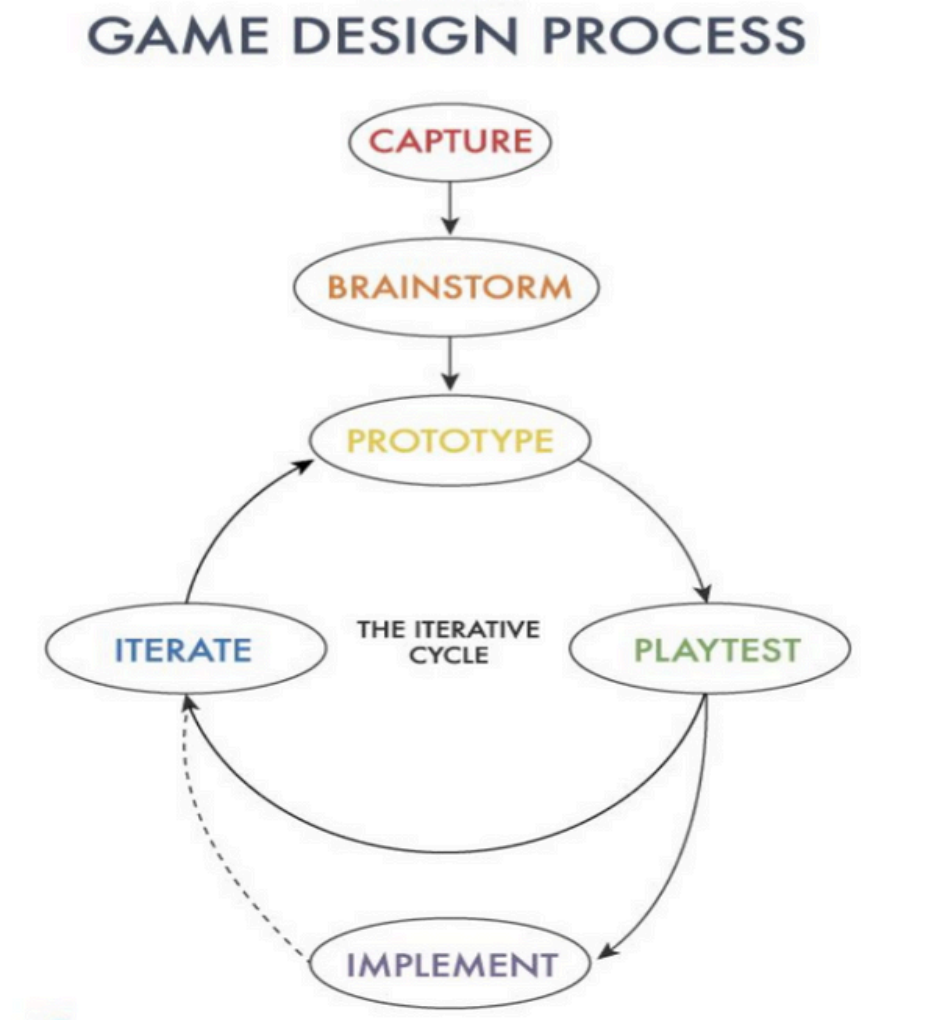 GAME DESIGN PROCESS
CAPTURE
BRAINSTORM
PROTOTYPE
ITERATE
THE ITERATIVE
CYCLE
PLAYTEST
IMPLEMENT